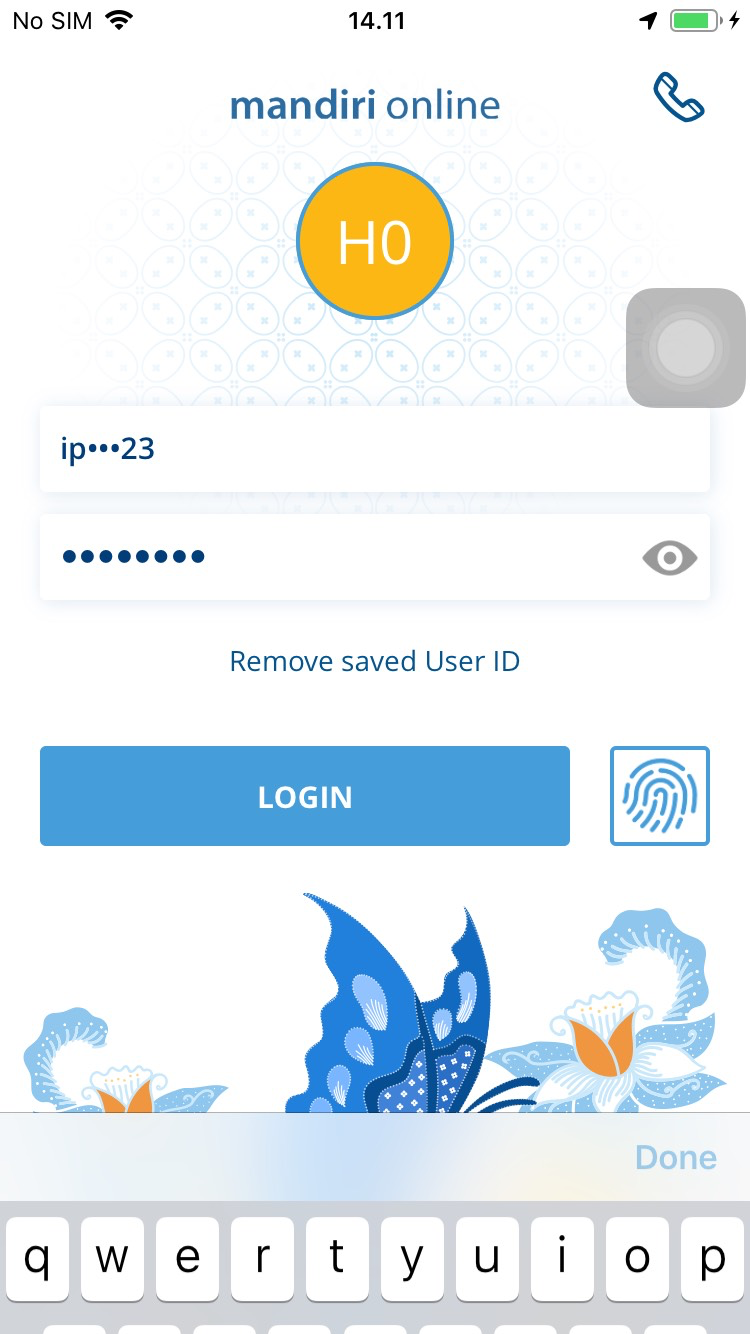 No SIM 14.11
mandiri online
H0
ip•••23
••••••••
Remove saved User ID
LOGIN
Done
q w e r t y u i o p